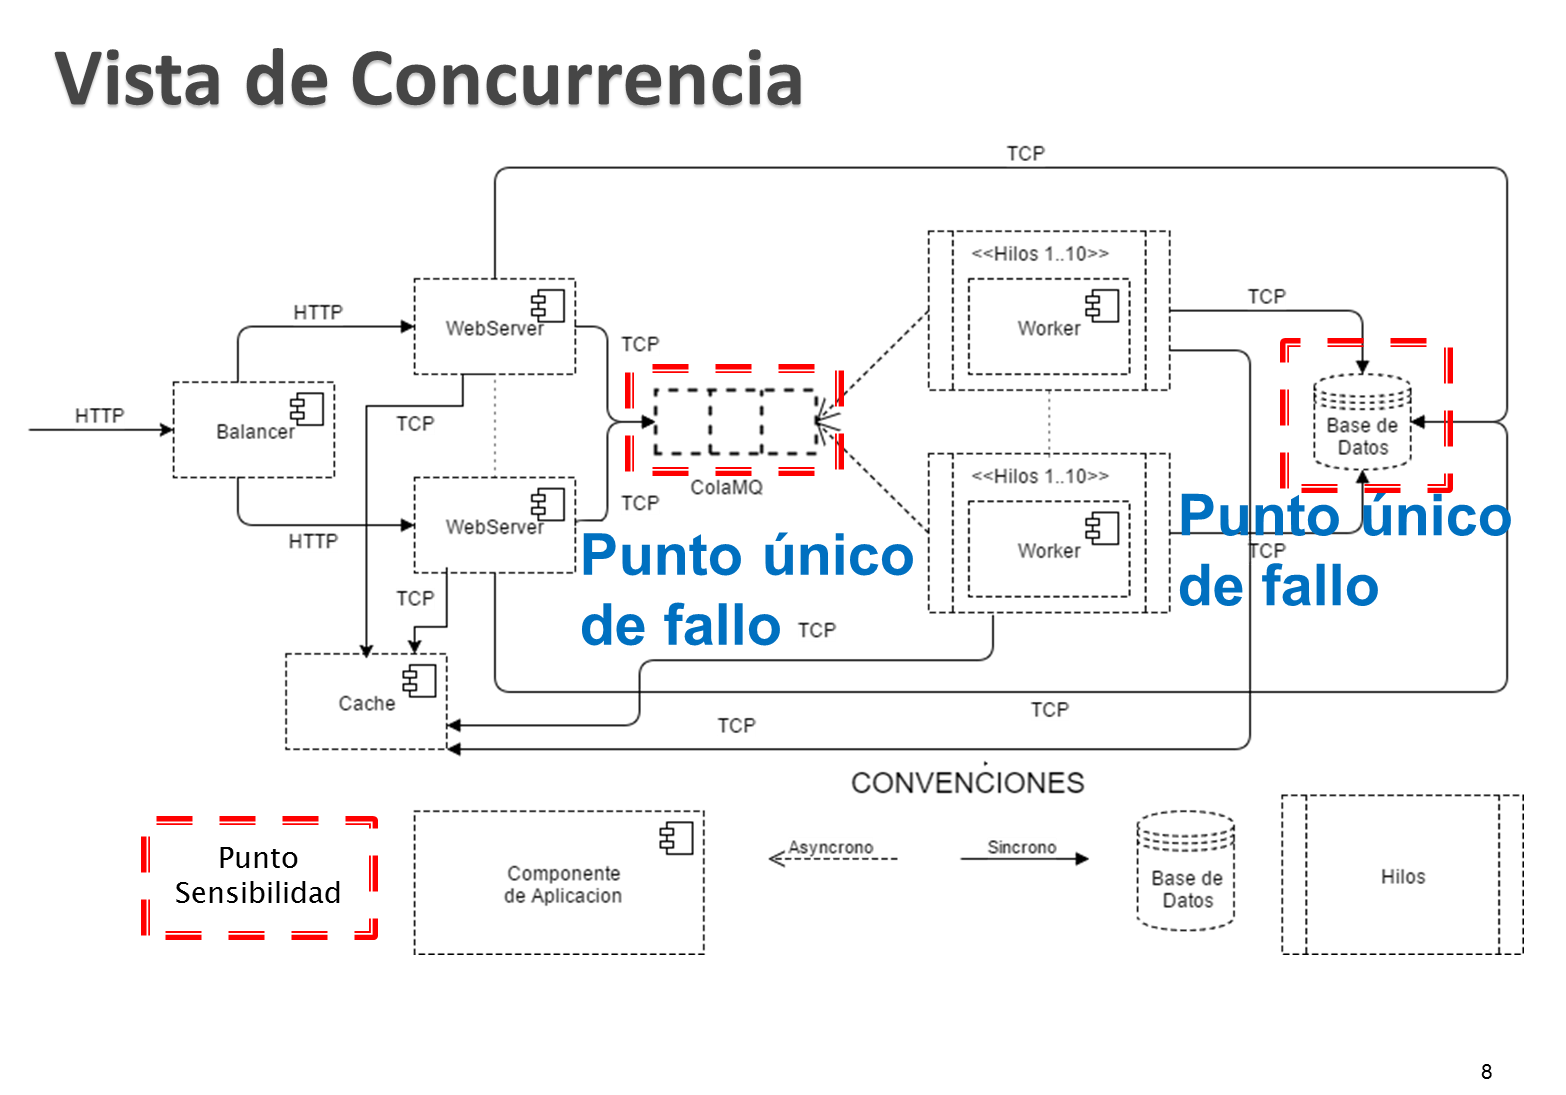 Vista de Concurrencia
TCP
<<Hilos 1..10>>
HTTP
WebServer
Worker
TCP
TCP
HTTP
Balancer
TCP
Base de
Datos
<<Hilos 1..10>>
ColaMQ
TCP
WebServer
HTTP
Worker
TCP
Punto único
de fallo
Punto único
de fallo
TCP
TCP
Cache
TCP
TCP
CONVENCIONES
Punto
Sensibilidad
Componente
de Aplicacion
Asyncrono
Sincrono
Base de
Datos
Hilos
8